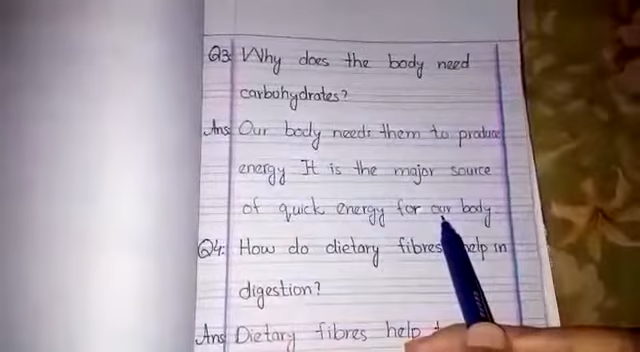 Q3 Why does the body need
carbohydrates?
Ans Our body needs them to produce
energy It is the major source
of quick energy for our body
Q4. How do dietary fibres help in
digestion?
Ans Dietary fibres help